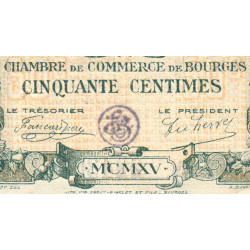 CHAMBRE DE COMMERCE DE BOURGES
CINQUANTE CENTIMES
LE TRÉSORIER
LE PRÉSIDENT
MCMXV